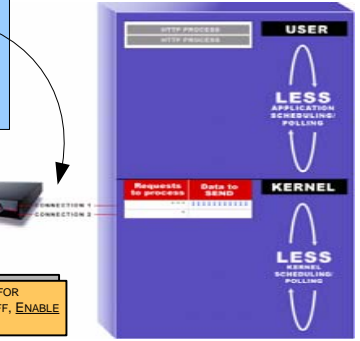 HTTP PROCESS
HTTP PROCESS
USER
LESS
APPLICATION
SCHEDULING/
POLLING
Requests
to process
Data to
SEND
KERNEL
CONNECTION 1
CONNECTION 2
LESS
KERNEL
SCHEDULING/
POLLING
FOR
FF, ENABLE